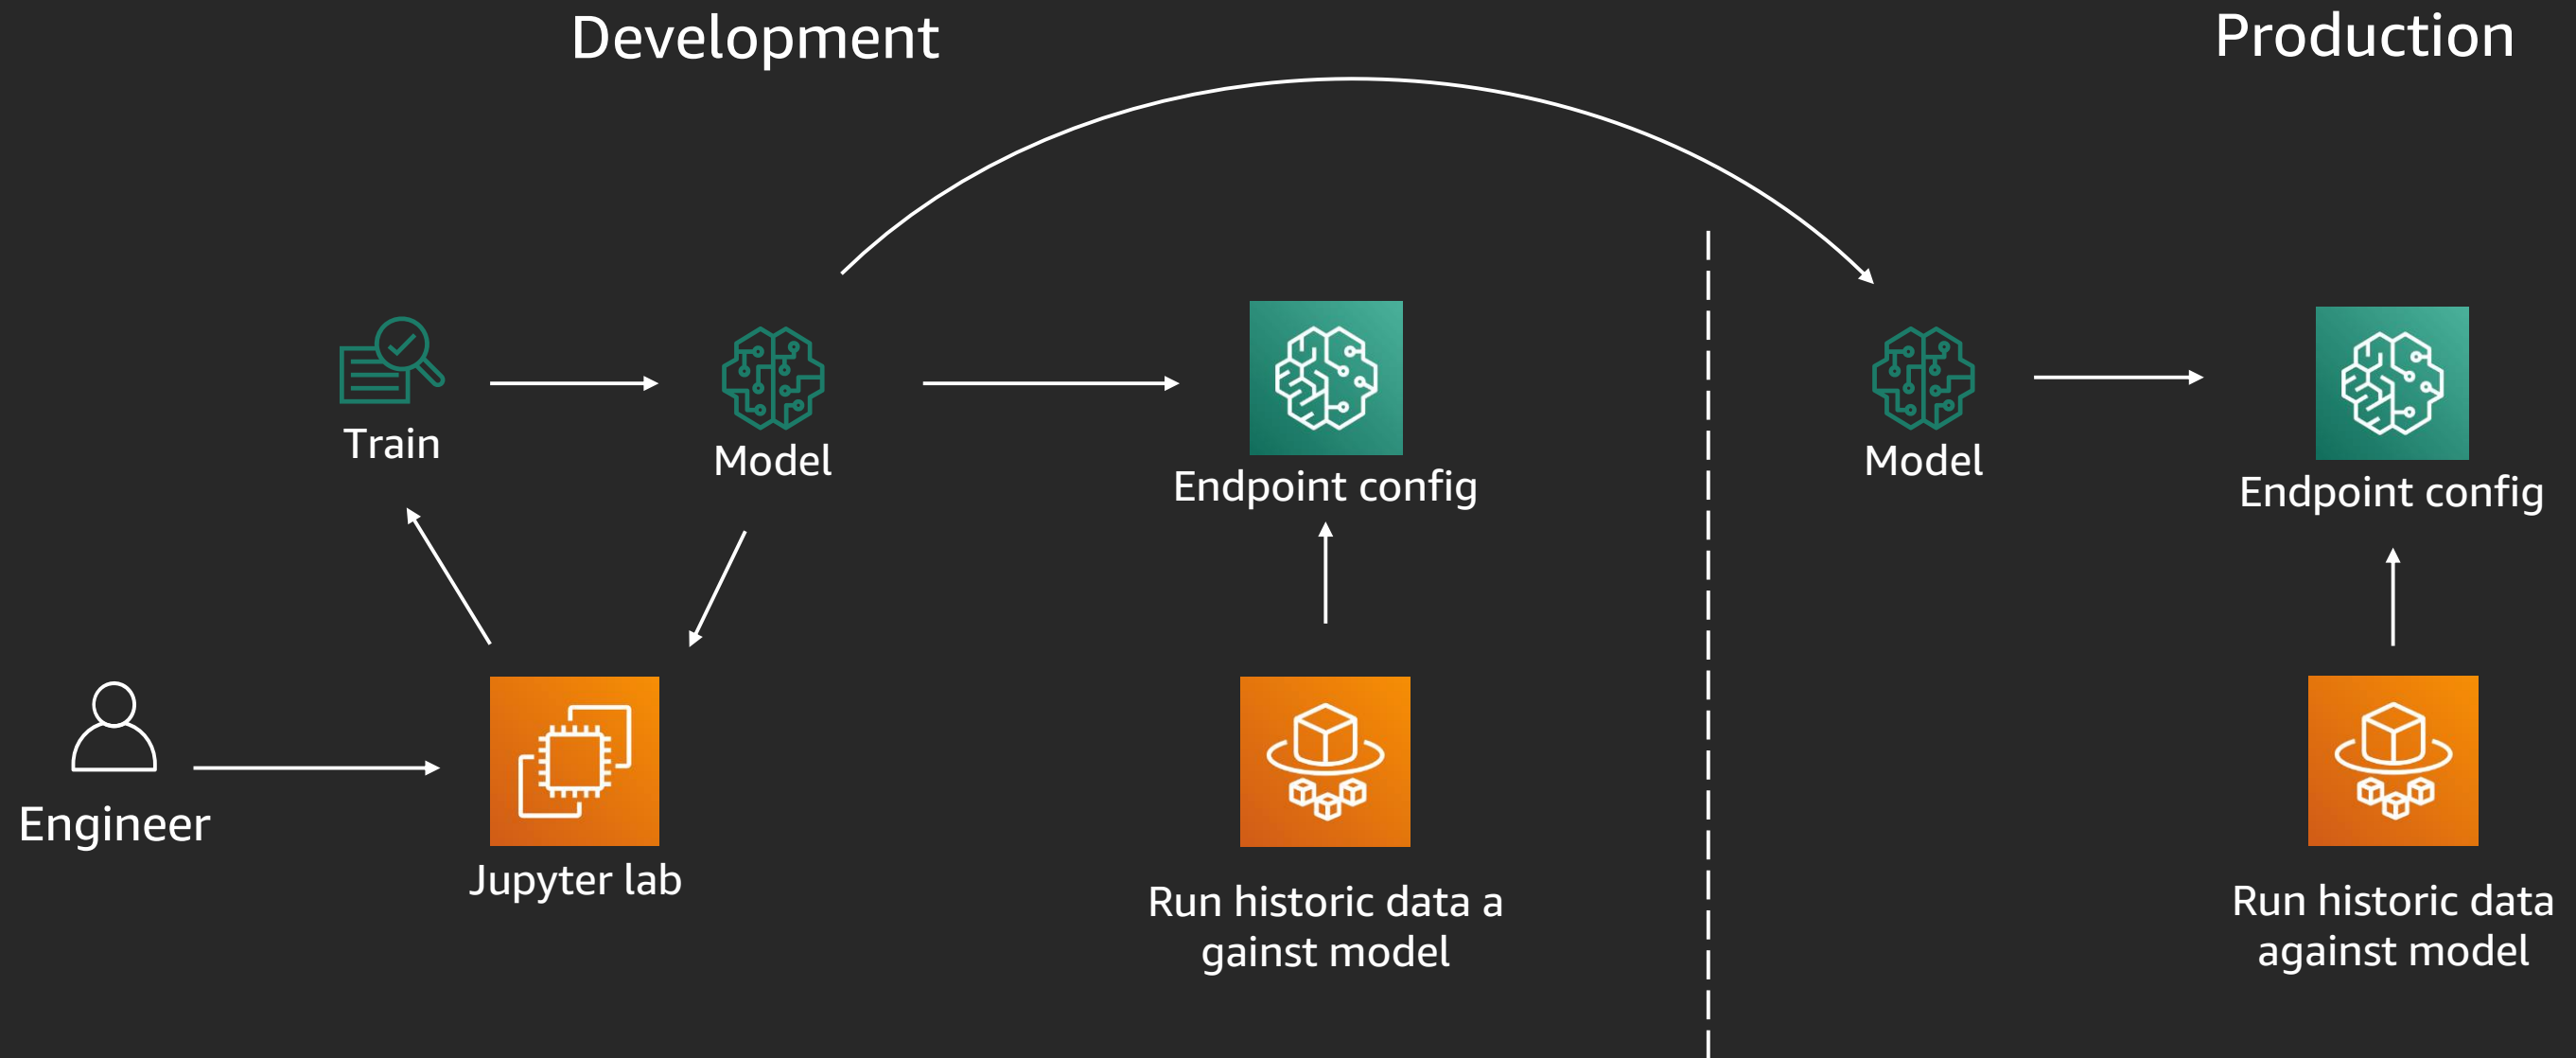 Development
Production
Train
Model
Endpoint config
Model
Endpoint config
Engineer
Jupyter lab
Run historic data a
gainst model
Run historic data
against model